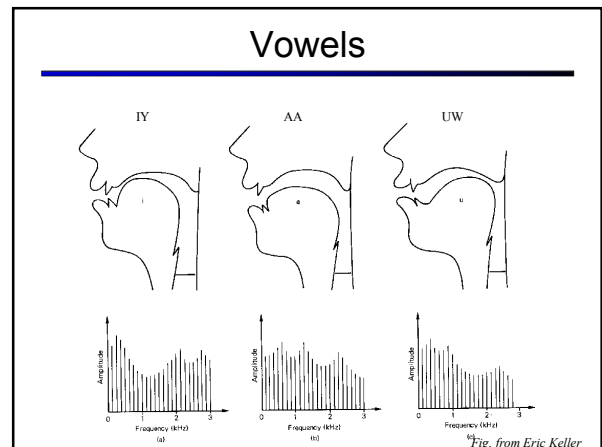 Vowels
IY AA UW
i a u
Amplitude Amplitude Amplitude
0 1 2 3 0 1 2 3 0 1 2 3
Frequency (kHz) Frequency (kHz) Frequency (kHz)
(a) (b) (c)
Fig. from Eric Keller